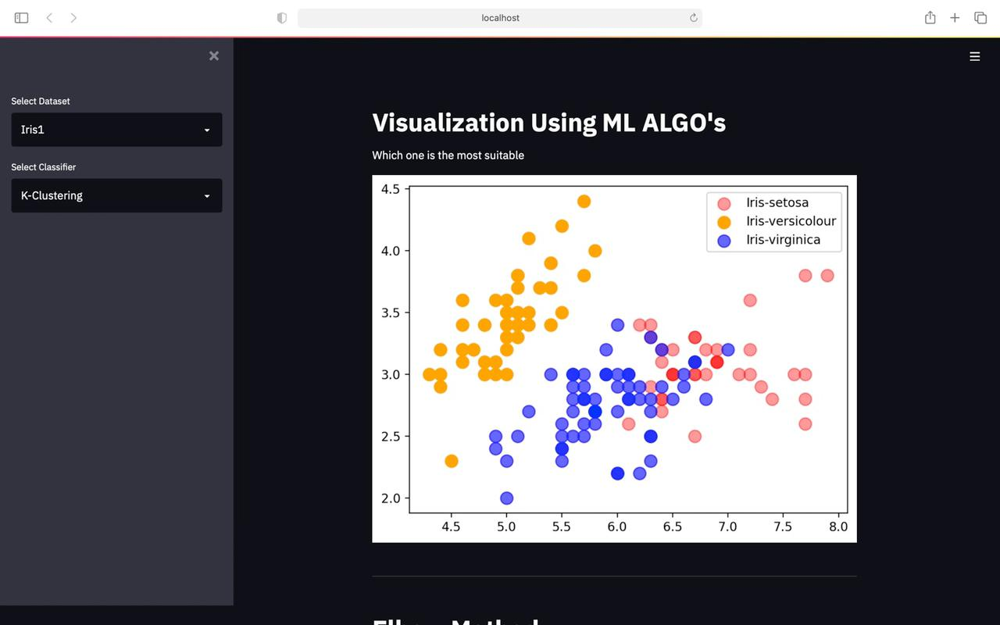 localhost
Select Dataset
Iris1
Select Classifier
K-Clustering
Visualization Using ML ALGO's
Which one is the most suitable
Iris-setosa
Iris-versicolour
Iris-virginica
4.5
4.0
3.5
3.0
2.5
2.0
4.5 5.0 5.5 6.0 6.5 7.0 7.5 8.0
Elbow Method